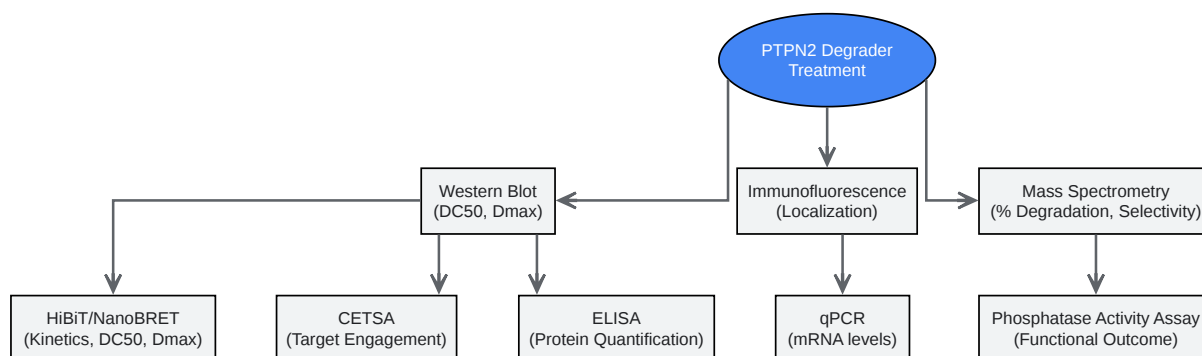 PTPN2 Degrader
Treatment
Western Blot
(DC50, Dmax)
Immunofluorescence
(Localization)
Mass Spectrometry
(% Degradation, Selectivity)
HiBiT/NanoBRET
(Kinetics, DC50, Dmax)
CETSA
(Target Engagement)
ELISA
(Protein Quantification)
qPCR
(mRNA levels)
Phosphatase Activity Assay
(Functional Outcome)